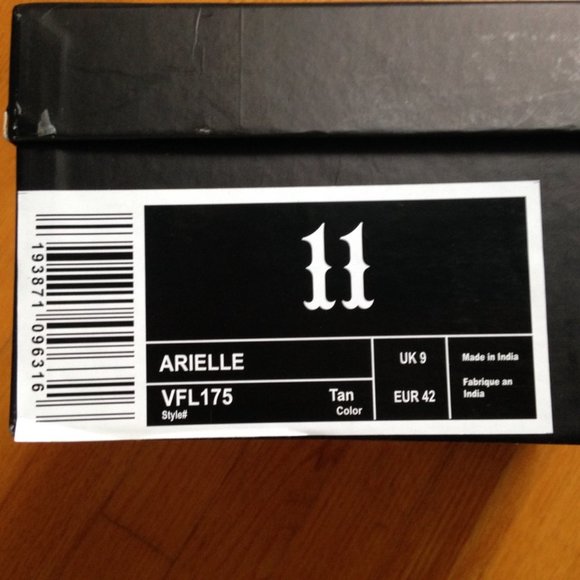 193871 096316
11
ARIELLE
VFL175
Style#
Tan
Color
UK 9
EUR 42
Made in India
Fabrique an
India